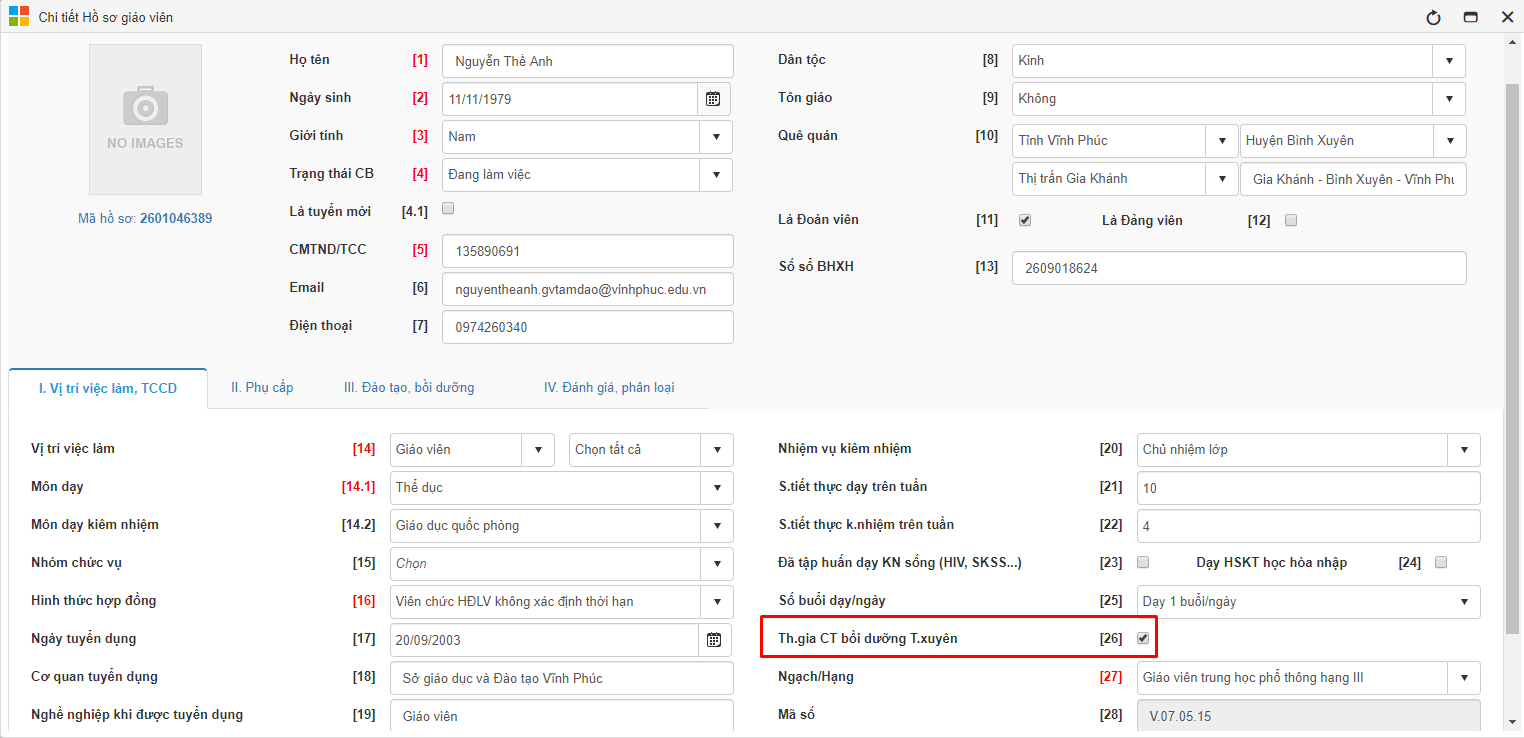 Chi tiết Hồ sơ giáo viên
NO IMAGES
Mã hồ sơ: 2601046389
Họ tên [1] Nguyễn Thế Anh
Ngày sinh [2] 11/11/1979
Giới tính [3] Nam
Trạng thái CB [4] Đang làm việc
Là tuyển mới [4.1]
CMTND/TCC [5] 135890691
Email [6] nguyentheanh.gvtamdao@vinhphuc.edu.vn
Điện thoại [7] 0974260340
Dân tộc [8] Kinh
Tôn giáo [9] Không
Quê quán [10] Tỉnh Vĩnh Phúc Huyện Bình Xuyên
Thị trấn Gia Khánh Gia Khánh - Bình Xuyên - Vĩnh Phu
Là Đoàn viên [11] Là Đảng viên [12]
Số sổ BHXH [13] 2609018624
I. Vị trí việc làm, TCCD II. Phụ cấp III. Đào tạo, bồi dưỡng IV. Đánh giá, phân loại
Vị trí việc làm [14] Giáo viên Chọn tất cả
Môn dạy [14.1] Thể dục
Môn dạy kiêm nhiệm [14.2] Giáo dục quốc phòng
Nhóm chức vụ [15] Chọn
Hình thức hợp đồng [16] Viên chức HĐLV không xác định thời hạn
Ngày tuyển dụng [17] 20/09/2003
Cơ quan tuyển dụng [18] Sở giáo dục và Đào tạo Vĩnh Phúc
Nghề nghiệp khi được tuyển dụng [19] Giáo viên
Nhiệm vụ kiêm nhiệm [20] Chủ nhiệm lớp
S.tiết thực dạy trên tuần [21] 10
S.tiết thực k.nhiệm trên tuần [22] 4
Đã tập huấn dạy KN sống (HIV, SKSS...) [23] Dạy HSKT học hòa nhập [24]
Số buổi dạy/ngày [25] Dạy 1 buổi/ngày
Th.gia CT bồi dưỡng T.xuyên [26]
Ngạch/Hạng [27] Giáo viên trung học phổ thông hạng III
Mã số [28] V.07.05.15